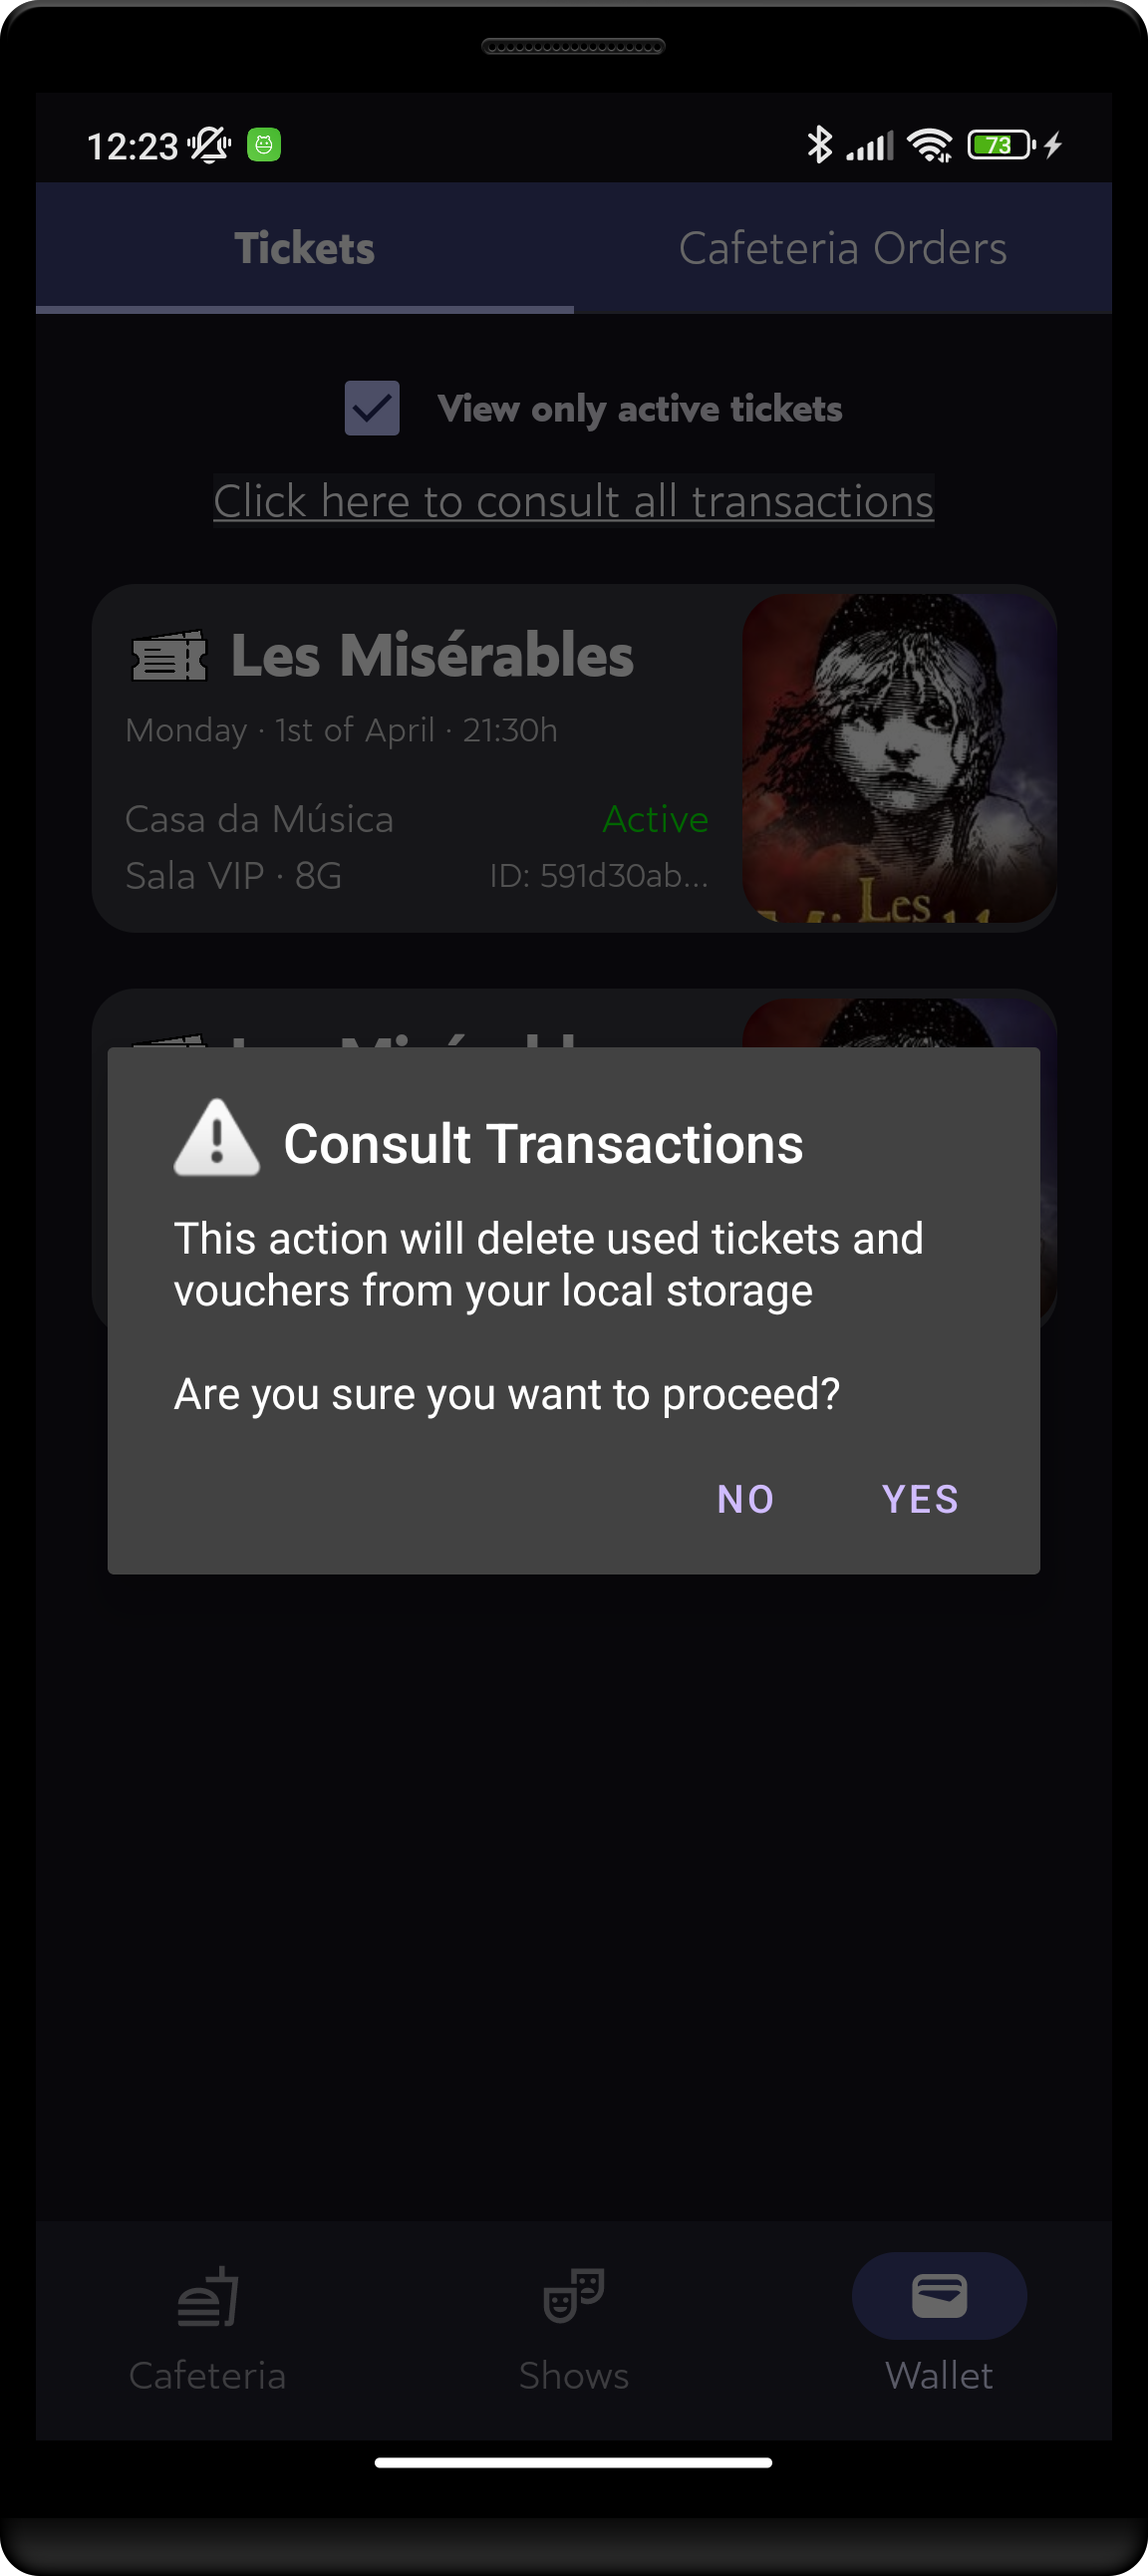 12:23
73
Tickets
Cafeteria Orders
View only active tickets
Click here to consult all transactions
Les Misérables
Monday · 1st of April · 21:30h
Casa da Música
Active
Sala VIP · 8G
ID: 591d30ab...
Les
Consult Transactions
This action will delete used tickets and
vouchers from your local storage
Are you sure you want to proceed?
NO
YES
Cafeteria
Shows
Wallet